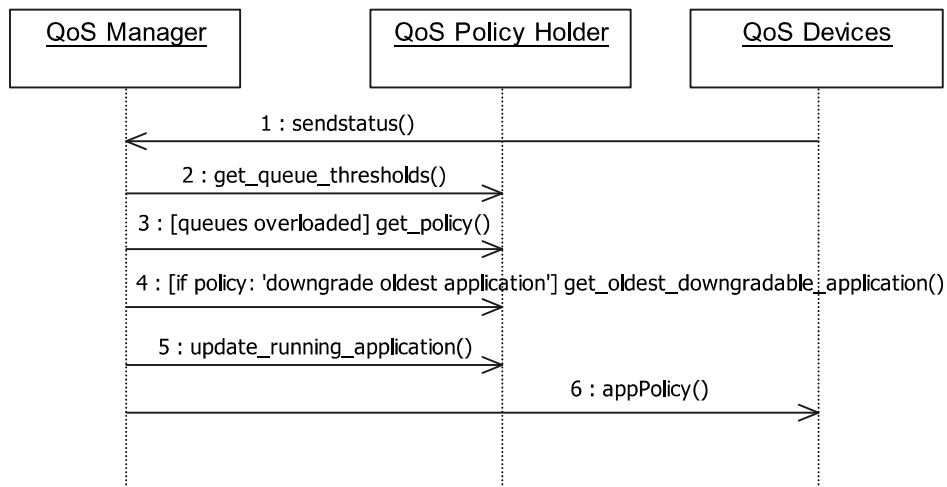 QoS Manager
QoS Policy Holder
QoS Devices
1 : sendstatus()
2 : get_queue_thresholds()
3 : [queues overloaded] get_policy()
4 : [if policy: 'downgrade oldest application'] get_oldest_downgradable_application()
5 : update_running_application()
6 : appPolicy()